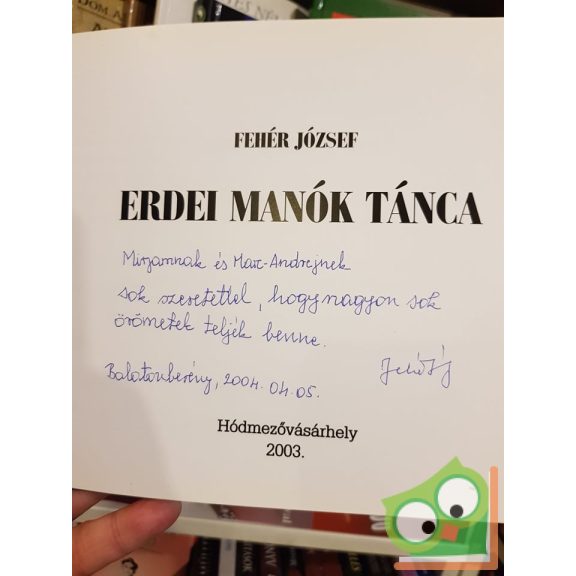 FEHÉR JÓZSEF
ERDEI MANÓK TÁNCA
Mirjamnak és Marc-Andrejnek
sok szeretettel, hogy nagyon sok
örömetek teljék benne.
Balatonberény, 2004.04.05.
Hódmezővásárhely
2003.